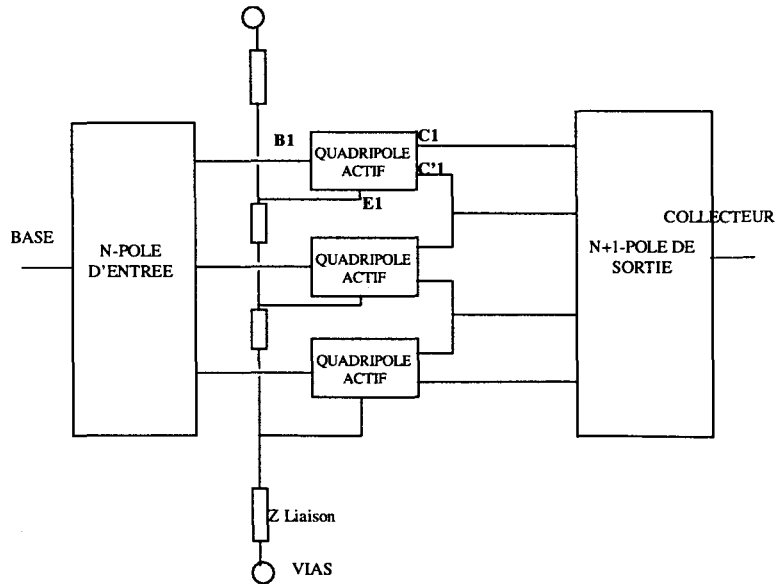 B1
C1
QUADRIPOLE
ACTIF
C'1
E1
BASE
N-POLE
D'ENTREE
COLLECTEUR
N+1-POLE DE
SORTIE
QUADRIPOLE
ACTIF
QUADRIPOLE
ACTIF
Z Liaison
VIAS